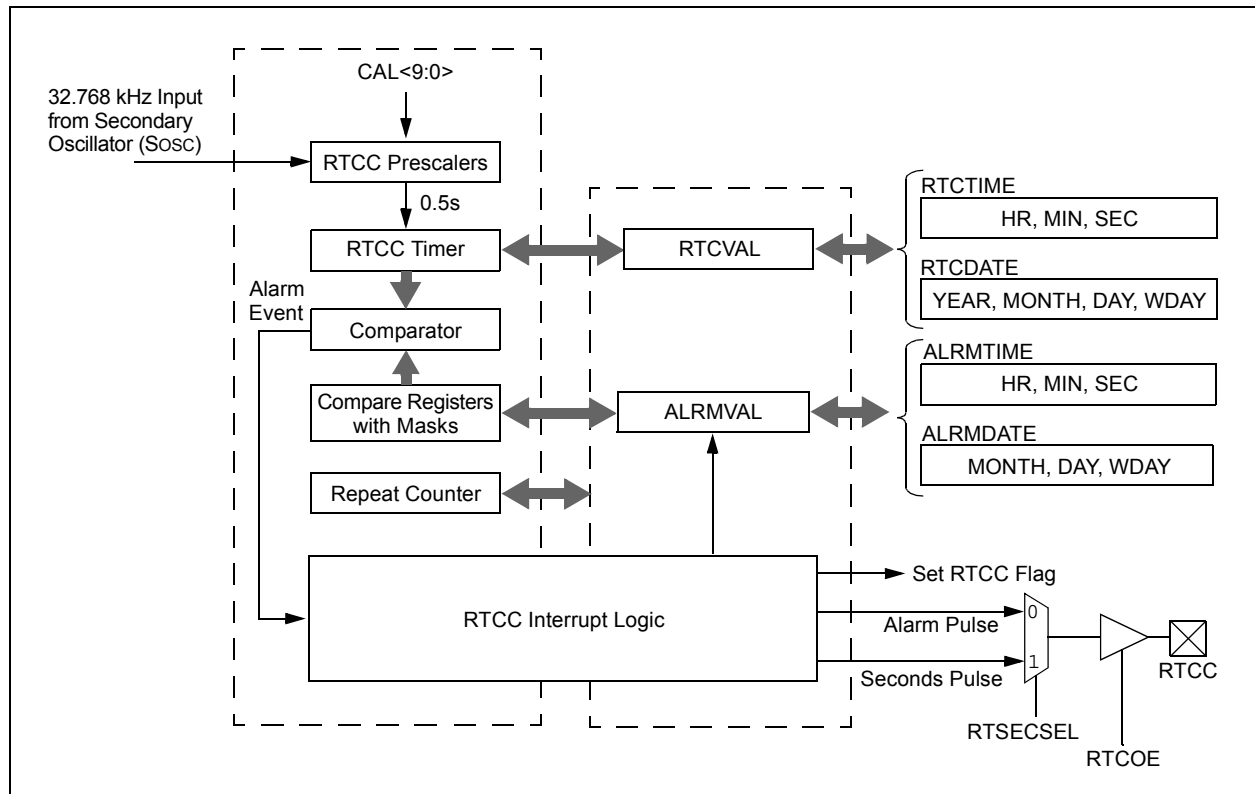 CAL<9:0>
32.768 kHz Input
from Secondary
Oscillator (SOSC)
RTCC Prescalers
0.5s
RTCC Timer
RTCVAL
RTCTIME
HR, MIN, SEC
RTCDATE
YEAR, MONTH, DAY, WDAY
Alarm
Event
Comparator
Compare Registers
with Masks
ALRMVAL
ALRMTIME
HR, MIN, SEC
ALRMDATE
MONTH, DAY, WDAY
Repeat Counter
RTCC Interrupt Logic
Set RTCC Flag
Alarm Pulse
0
Seconds Pulse
1
RTCC
RTSECSEL
RTCOE